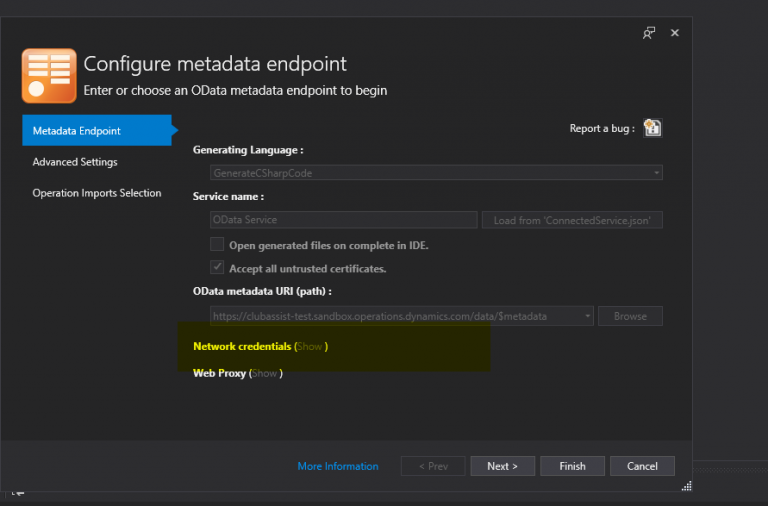 Configure metadata endpoint
Enter or choose an OData metadata endpoint to begin
Metadata Endpoint
Advanced Settings
Operation Imports Selection
Report a bug :
Generating Language :
GenerateCSharpCode
Service name :
OData Service
Load from 'ConnectedService.json'
Open generated files on complete in IDE.
Accept all untrusted certificates.
OData metadata URI (path) :
https://clubassist-test.sandbox.operations.dynamics.com/data/$metadata
Browse
Network credentials (Show )
Web Proxy (Show )
More Information
< Prev
Next >
Finish
Cancel